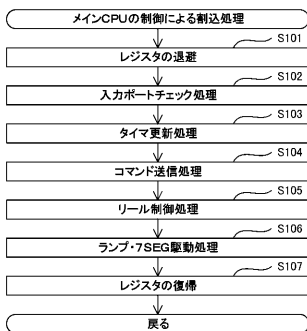 メインCPUの制御による割込処理
S101
レジスタの退避
S102
入力ポートチェック処理
S103
タイマ更新処理
S104
コマンド送信処理
S105
リール制御処理
S106
ランプ・7SEG駆動処理
S107
レジスタの復帰
戻る